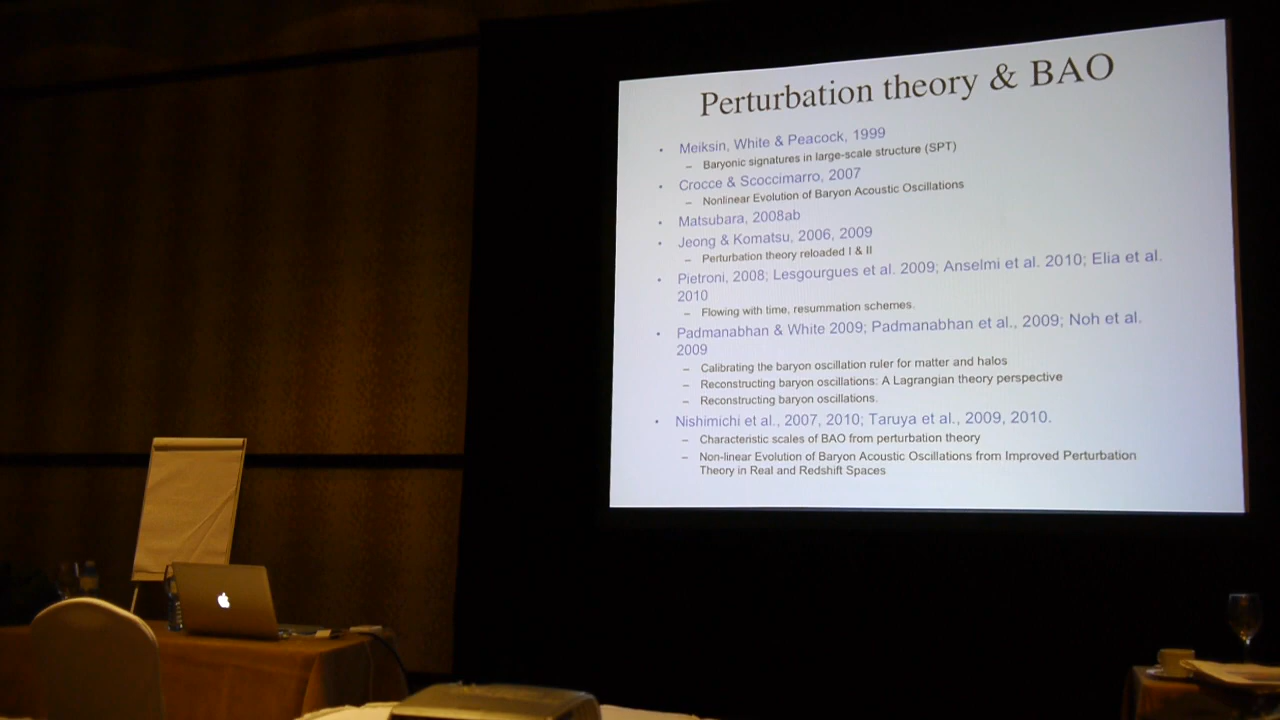 Perturbation theory & BAO
• Meiksin, White & Peacock, 1999
– Baryonic signatures in large-scale structure (SPT)
• Crocce & Scoccimarro, 2007
– Nonlinear Evolution of Baryon Acoustic Oscillations
• Matsubara, 2008ab
• Jeong & Komatsu, 2006, 2009
– Perturbation theory reloaded I & II
• Pietroni, 2008; Lesgourgues et al. 2009; Anselmi et al. 2010; Elia et al.
2010
– Flowing with time, resummation schemes.
• Padmanabhan & White 2009; Padmanabhan et al., 2009; Noh et al.
2009
– Calibrating the baryon oscillation ruler for matter and halos
– Reconstructing baryon oscillations: A Lagrangian theory perspective
– Reconstructing baryon oscillations.
• Nishimichi et al., 2007, 2010; Taruya et al., 2009, 2010.
– Characteristic scales of BAO from perturbation theory
– Non-linear Evolution of Baryon Acoustic Oscillations from Improved Perturbation
Theory in Real and Redshift Spaces